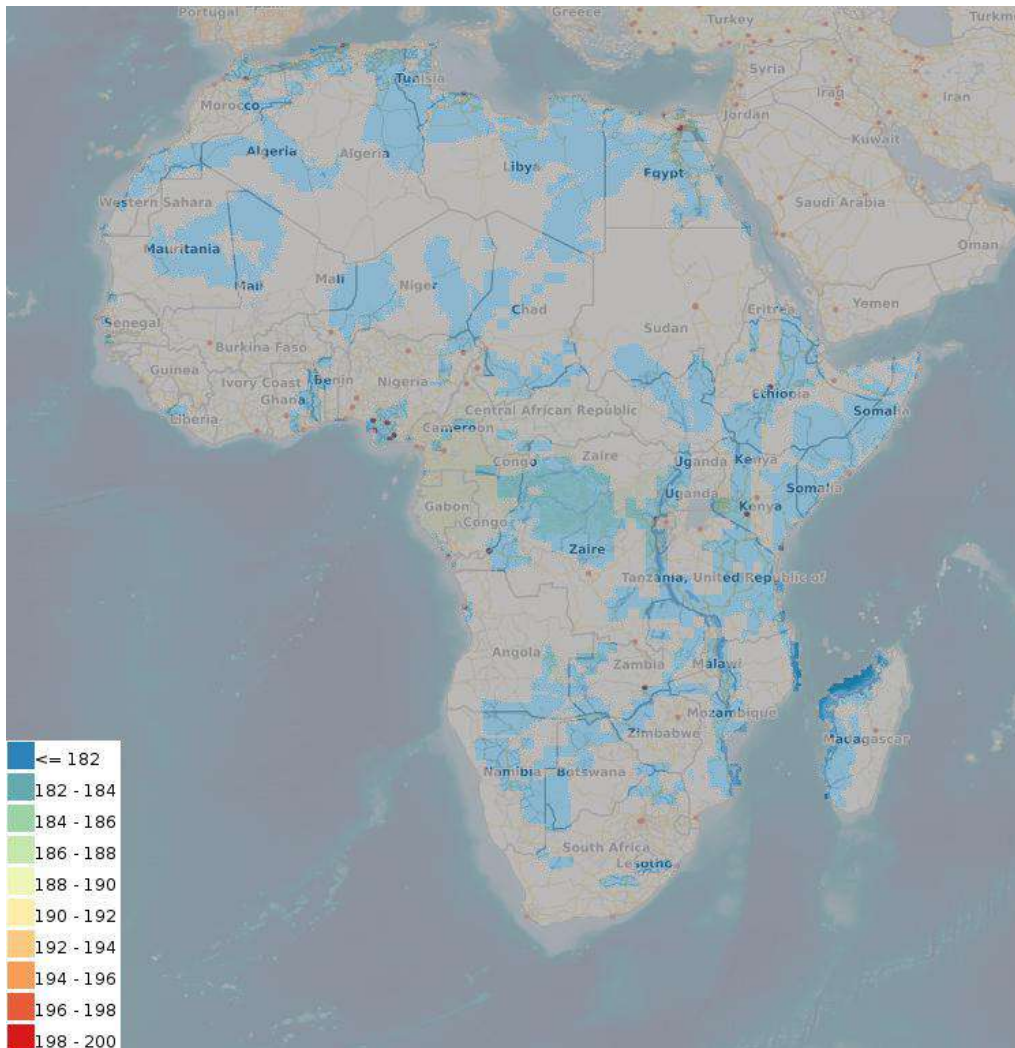 Portugal
Greece
Turkey
Turkm
Syria
Iraq
Iran
Tunisia
Morocco
Jordan
Kuwait
Algeria
Algeria
Libya
Egypt
Western Sahara
Saudi Arabia
Mauritania
Oman
Mali
Mali
Niger
Chad
Yemen
Eritrea
Senegal
Sudan
Burkina Faso
Guinea
Ivory Coast
Benin
Nigeria
Ghana
Ethiopia
Somalia
Liberia
Central African Republic
Cameroon
Congo
Zaire
Uganda
Kenya
Uganda
Somalia
Gabon
Kenya
Congo
Zaire
Tanzania, United Republic of
Angola
Zambia
Malawi
Mozambique
Zimbabwe
Madagascar
Namibia
Botswana
South Africa
Lesotho
<= 182
182 - 184
184 - 186
186 - 188
188 - 190
190 - 192
192 - 194
194 - 196
196 - 198
198 - 200